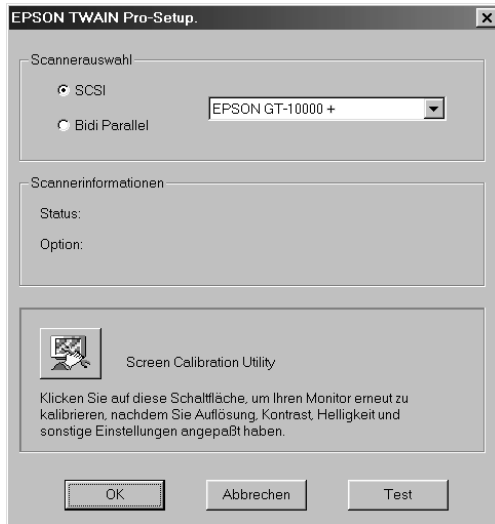 EPSON TWAIN Pro-Setup.
Scannerauswahl
SCSI
EPSON GT-10000 +
Bidi Parallel
Scannerinformationen
Status:
Option:
Screen Calibration Utility
Klicken Sie auf diese Schaltfläche, um Ihren Monitor erneut zu
kalibrieren, nachdem Sie Auflösung, Kontrast, Helligkeit und
sonstige Einstellungen angepaßt haben.
OK
Abbrechen
Test